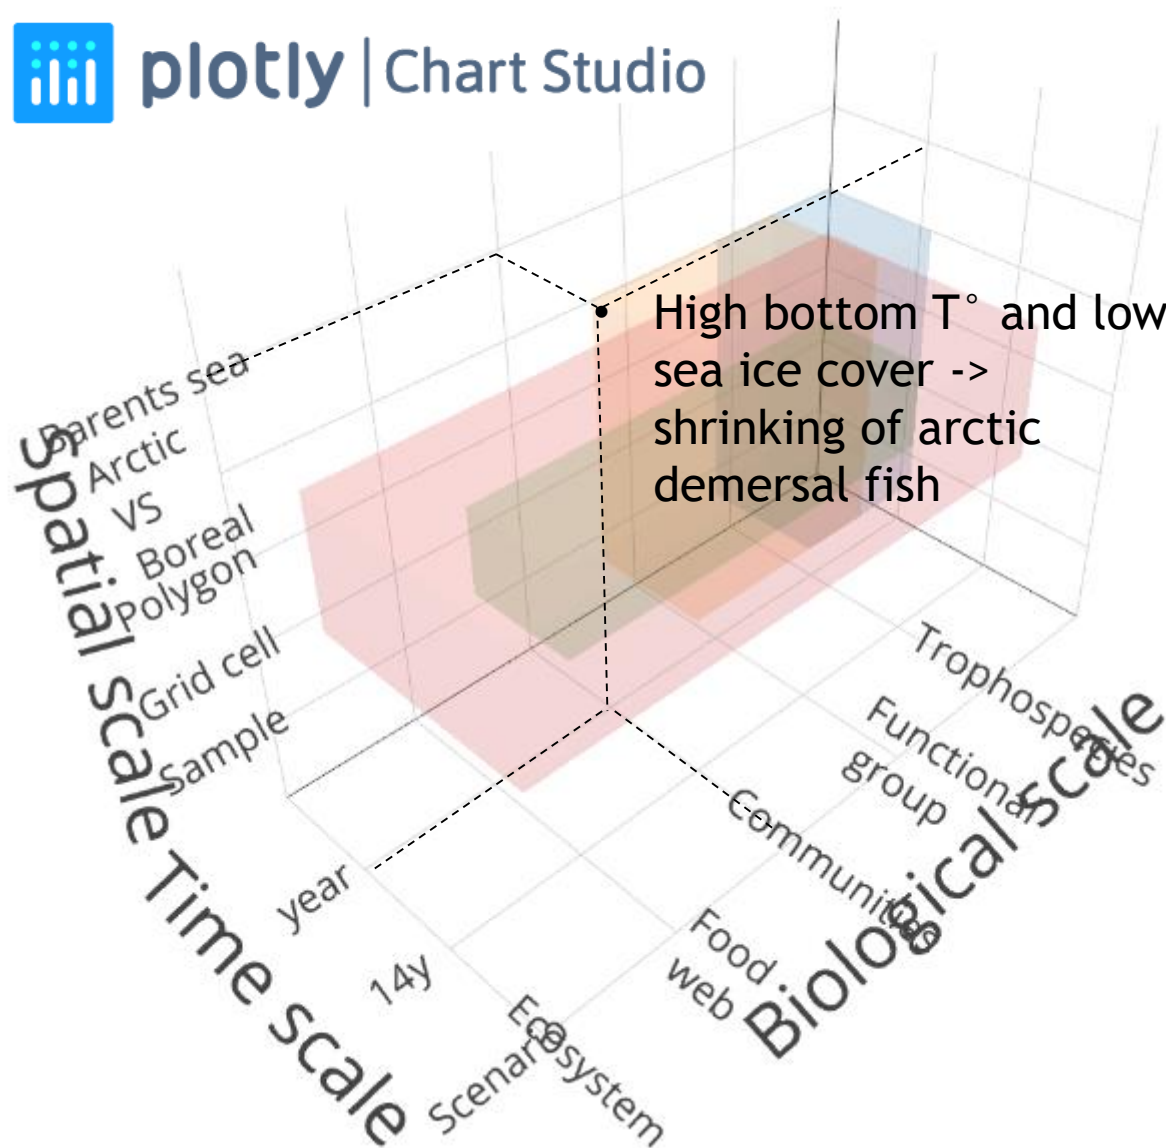 plotly | Chart Studio
High bottom T° and low
sea ice cover ->
shrinking of arctic
demersal fish
Barents sea
Arctic
VS
Boreal
Polygon
Grid cell
Sample
Spatial scale
year
14y
Scenario
Time scale
Trophospecies
Functional
group
Communities
Food
web
Ecosystem
Biological scale